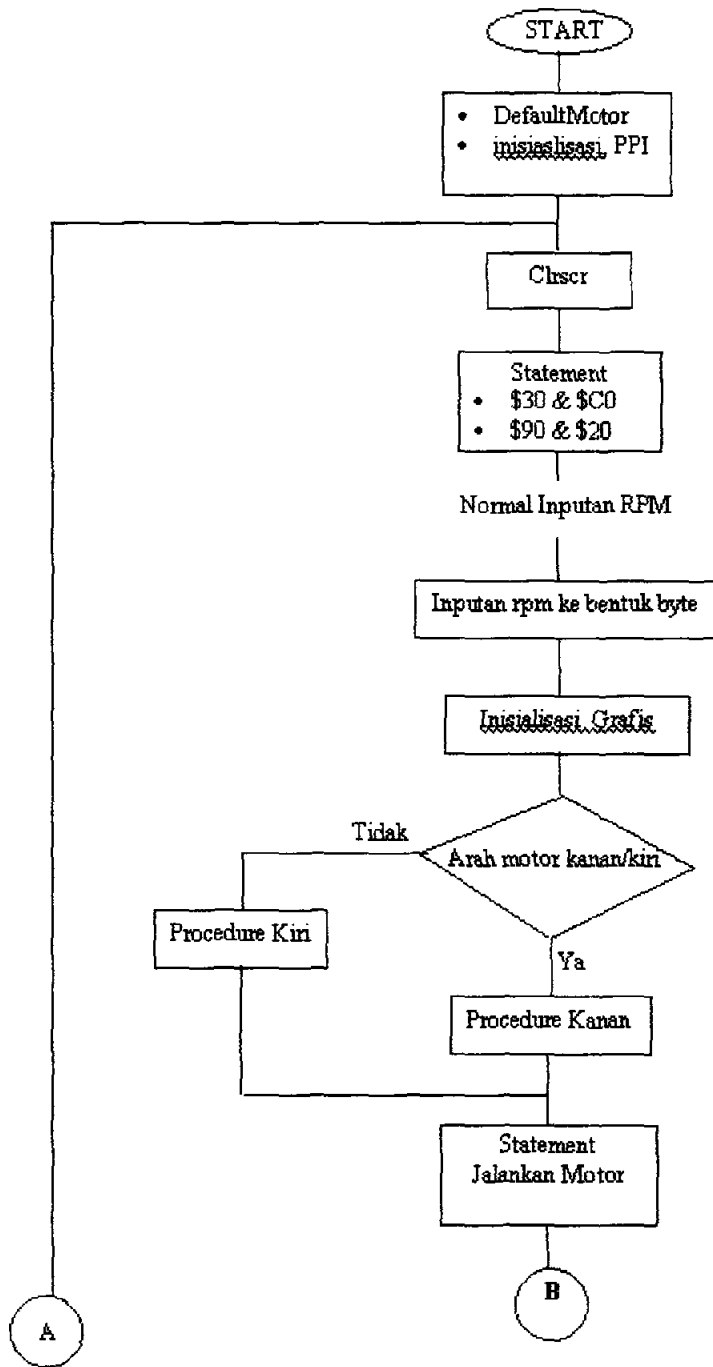 START
• DefaultMotor
• inisiaslisasi PPI
Clrscr
Statement
• $30 & $C0
• $90 & $20
Normal Inputan RPM
Inputan rpm ke bentuk byte
Inisialisasi Grafis
Arah motor kanan/kiri
Tidak
Procedure Kiri
Ya
Procedure Kanan
Statement
Jalankan Motor
B
A